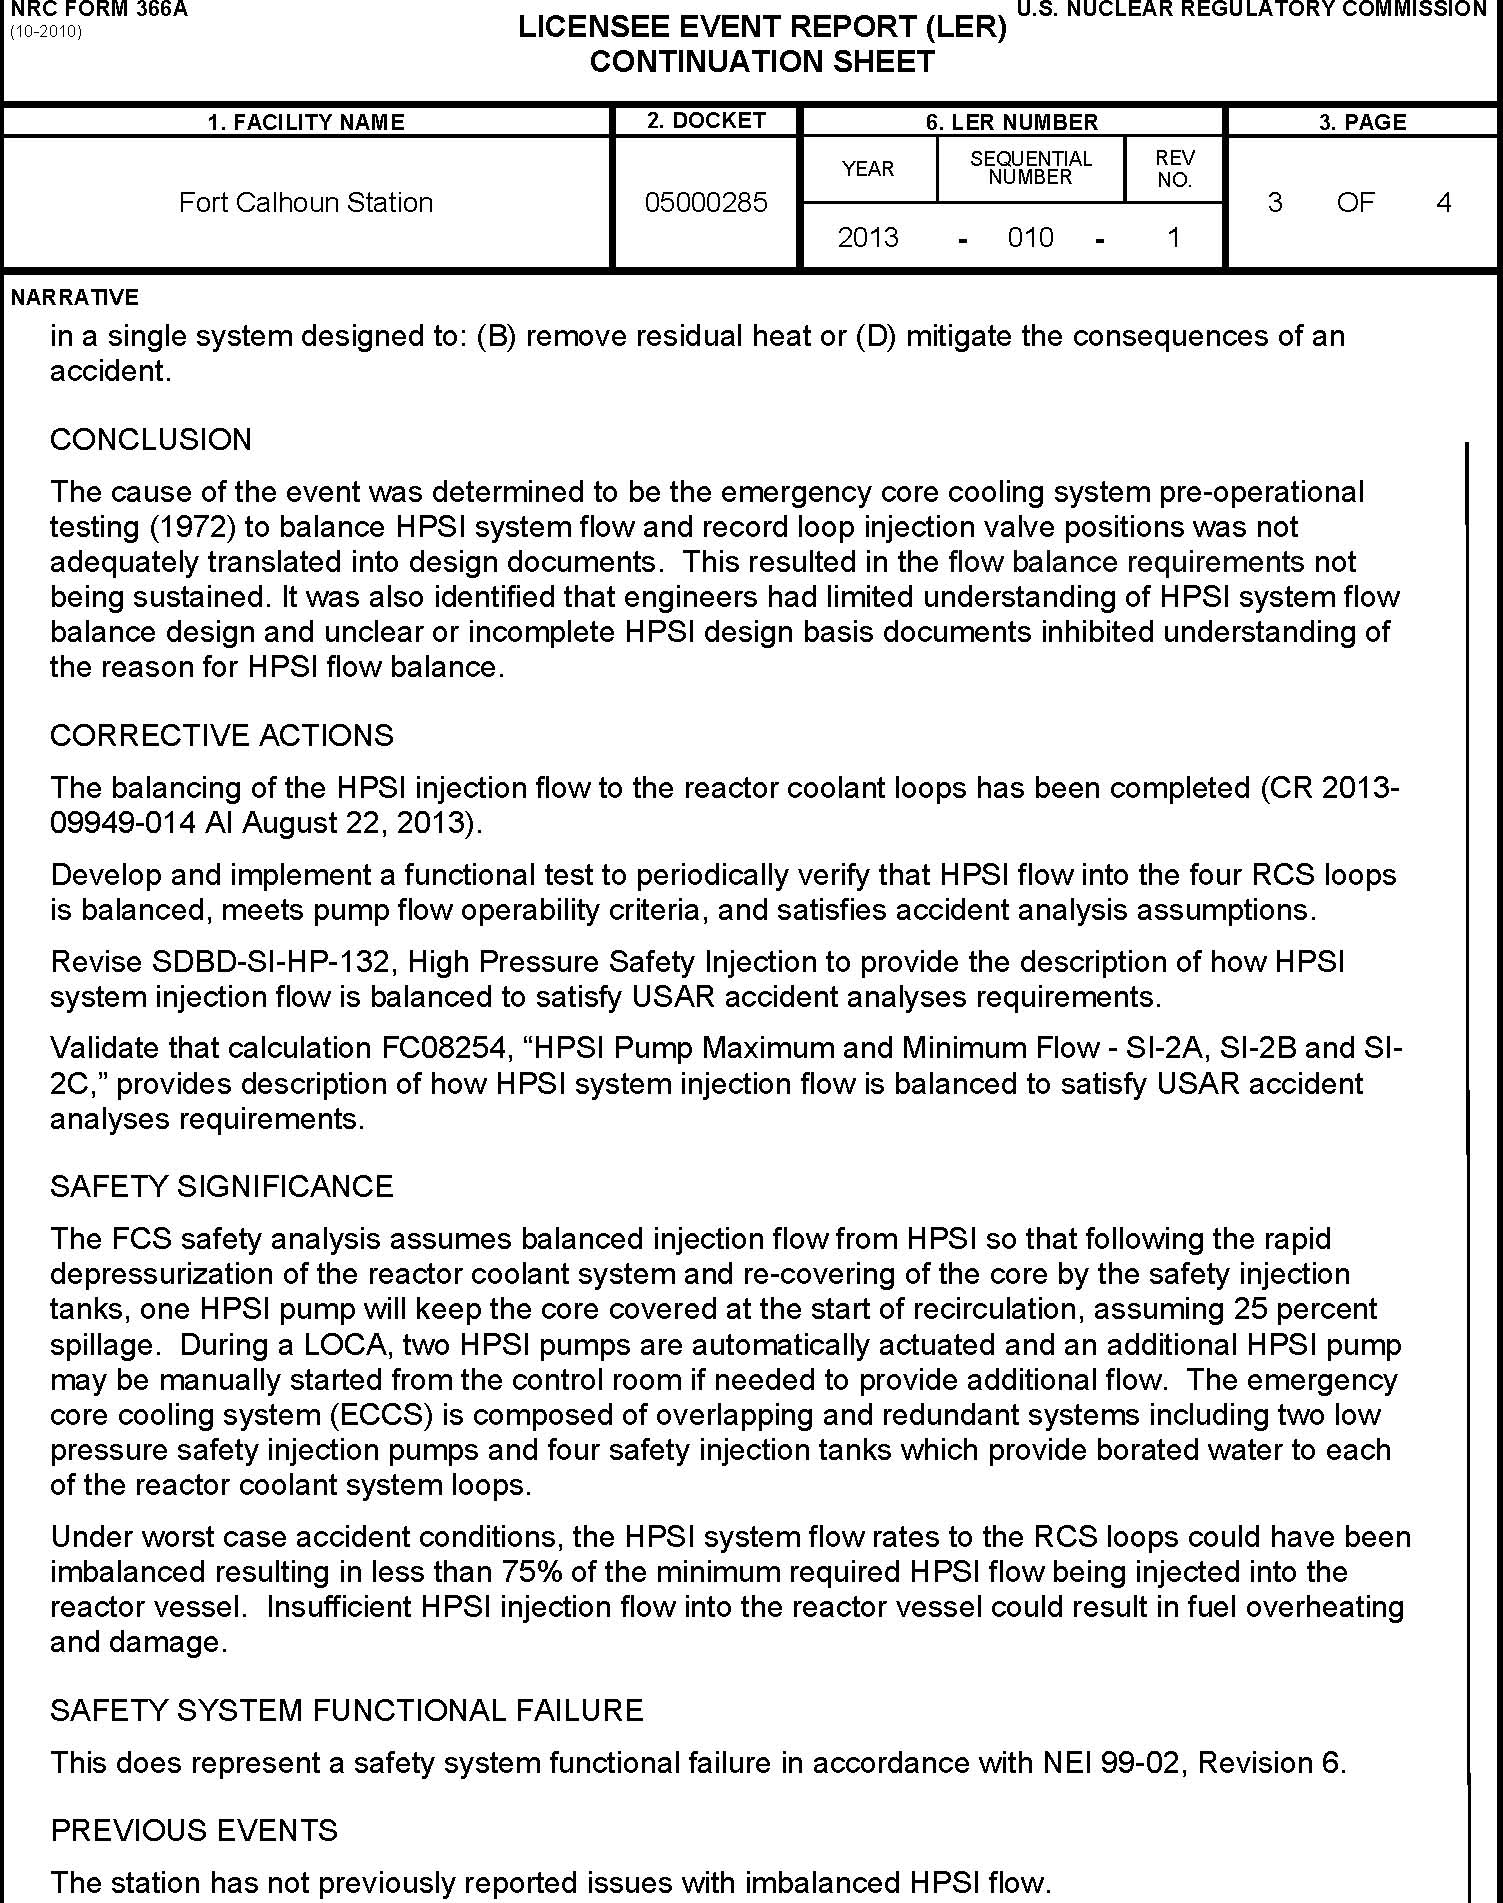 NRC FORM 366A
(10-2010)
U.S. NUCLEAR REGULATORY COMMISSION
LICENSEE EVENT REPORT (LER)
CONTINUATION SHEET
1. FACILITY NAME
2. DOCKET
6. LER NUMBER
3. PAGE
Fort Calhoun Station
05000285
YEAR
SEQUENTIAL
NUMBER
REV
NO.
2013 - 010 - 1
3 OF 4
NARRATIVE
in a single system designed to: (B) remove residual heat or (D) mitigate the consequences of an
accident.
CONCLUSION
The cause of the event was determined to be the emergency core cooling system pre-operational
testing (1972) to balance HPSI system flow and record loop injection valve positions was not
adequately translated into design documents.  This resulted in the flow balance requirements not
being sustained. It was also identified that engineers had limited understanding of HPSI system flow
balance design and unclear or incomplete HPSI design basis documents inhibited understanding of
the reason for HPSI flow balance.
CORRECTIVE ACTIONS
The balancing of the HPSI injection flow to the reactor coolant loops has been completed (CR 2013-
09949-014 AI August 22, 2013).
Develop and implement a functional test to periodically verify that HPSI flow into the four RCS loops
is balanced, meets pump flow operability criteria, and satisfies accident analysis assumptions.
Revise SDBD-SI-HP-132, High Pressure Safety Injection to provide the description of how HPSI
system injection flow is balanced to satisfy USAR accident analyses requirements.
Validate that calculation FC08254, “HPSI Pump Maximum and Minimum Flow - SI-2A, SI-2B and SI-
2C,” provides description of how HPSI system injection flow is balanced to satisfy USAR accident
analyses requirements.
SAFETY SIGNIFICANCE
The FCS safety analysis assumes balanced injection flow from HPSI so that following the rapid
depressurization of the reactor coolant system and re-covering of the core by the safety injection
tanks, one HPSI pump will keep the core covered at the start of recirculation, assuming 25 percent
spillage.  During a LOCA, two HPSI pumps are automatically actuated and an additional HPSI pump
may be manually started from the control room if needed to provide additional flow.  The emergency
core cooling system (ECCS) is composed of overlapping and redundant systems including two low
pressure safety injection pumps and four safety injection tanks which provide borated water to each
of the reactor coolant system loops.
Under worst case accident conditions, the HPSI system flow rates to the RCS loops could have been
imbalanced resulting in less than 75% of the minimum required HPSI flow being injected into the
reactor vessel.  Insufficient HPSI injection flow into the reactor vessel could result in fuel overheating
and damage.
SAFETY SYSTEM FUNCTIONAL FAILURE
This does represent a safety system functional failure in accordance with NEI 99-02, Revision 6.
PREVIOUS EVENTS
The station has not previously reported issues with imbalanced HPSI flow.